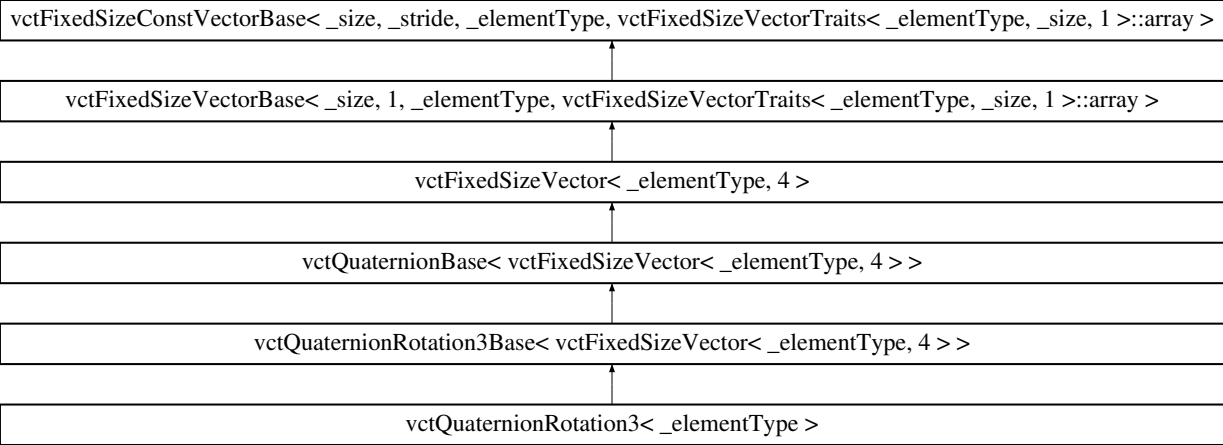 vctFixedSizeConstVectorBase< _size, _stride, _elementType, vctFixedSizeVectorTraits< _elementType, _size, 1 >::array >
vctFixedSizeVectorBase< _size, 1, _elementType, vctFixedSizeVectorTraits< _elementType, _size, 1 >::array >
vctFixedSizeVector< _elementType, 4 >
vctQuaternionBase< vctFixedSizeVector< _elementType, 4 > >
vctQuaternionRotation3Base< vctFixedSizeVector< _elementType, 4 > >
vctQuaternionRotation3< _elementType >